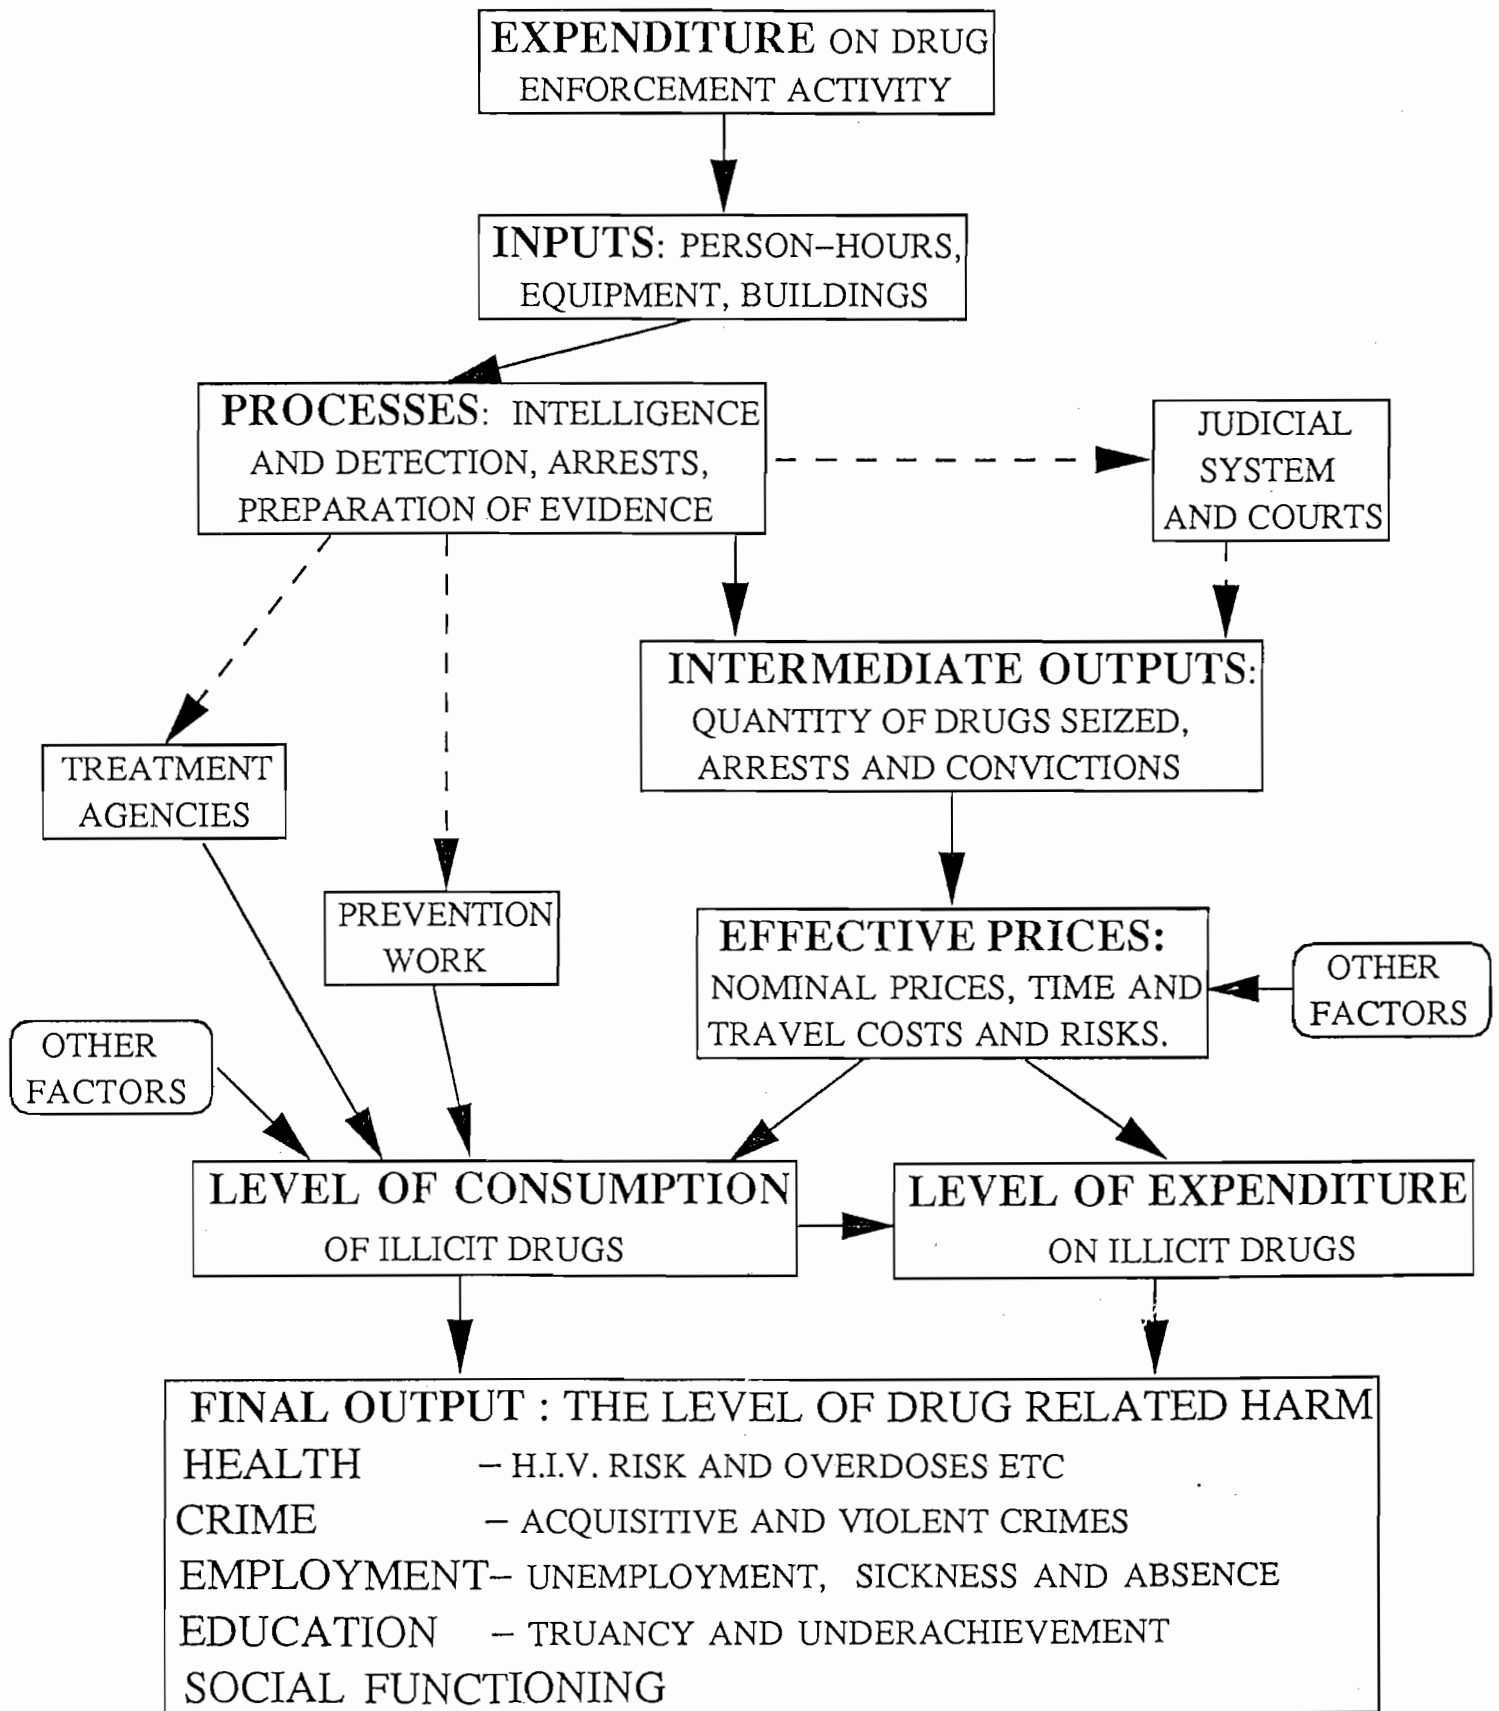 EXPENDITURE ON DRUG
ENFORCEMENT ACTIVITY
INPUTS: PERSON–HOURS,
EQUIPMENT, BUILDINGS
PROCESSES: INTELLIGENCE
AND DETECTION, ARRESTS,
PREPARATION OF EVIDENCE
JUDICIAL
SYSTEM
AND COURTS
INTERMEDIATE OUTPUTS:
QUANTITY OF DRUGS SEIZED,
ARRESTS AND CONVICTIONS
TREATMENT
AGENCIES
PREVENTION
WORK
EFFECTIVE PRICES:
NOMINAL PRICES, TIME AND
TRAVEL COSTS AND RISKS.
OTHER
FACTORS
OTHER
FACTORS
LEVEL OF CONSUMPTION
OF ILLICIT DRUGS
LEVEL OF EXPENDITURE
ON ILLICIT DRUGS
FINAL OUTPUT : THE LEVEL OF DRUG RELATED HARM
HEALTH – H.I.V. RISK AND OVERDOSES ETC
CRIME – ACQUISITIVE AND VIOLENT CRIMES
EMPLOYMENT– UNEMPLOYMENT, SICKNESS AND ABSENCE
EDUCATION – TRUANCY AND UNDERACHIEVEMENT
SOCIAL FUNCTIONING